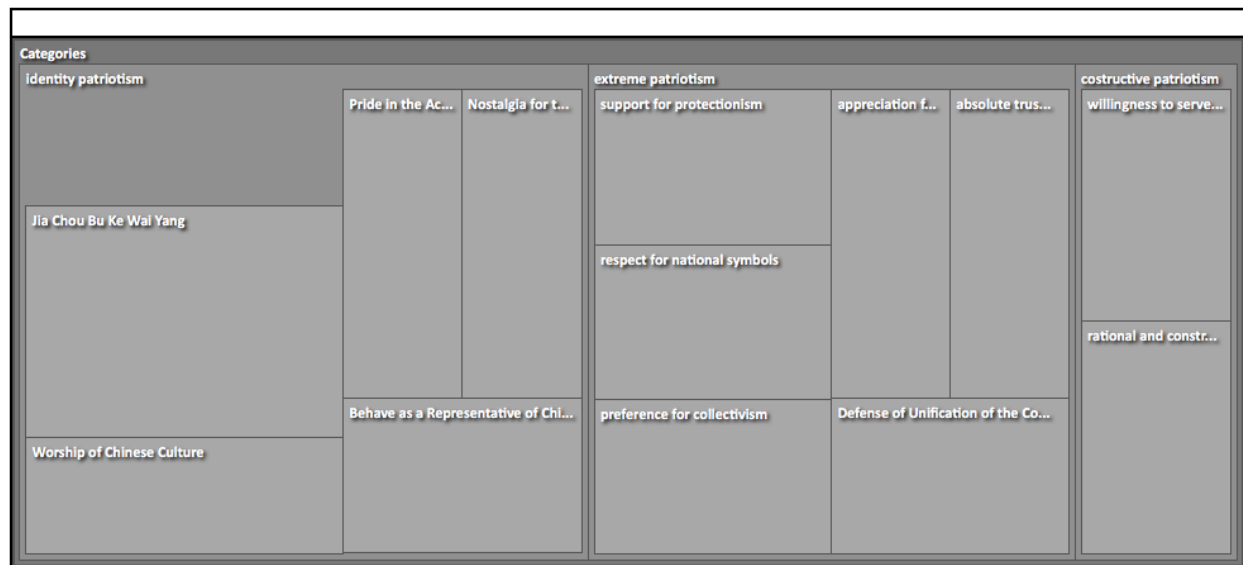 Categories
identity patriotism
Pride in the Ac...
Nostalgia for t...
Jia Chou Bu Ke Wai Yang
Behave as a Representative of Chi...
Worship of Chinese Culture
extreme patriotism
support for protectionism
appreciation f...
absolute trus...
respect for national symbols
preference for collectivism
Defense of Unification of the Co...
costructive patriotism
willingness to serve...
rational and constr...